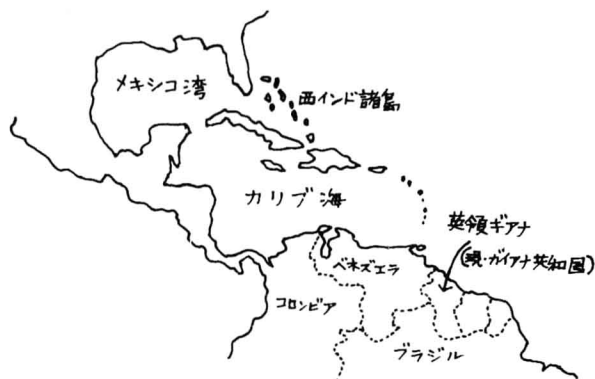 メキシコ湾
西インド諸島
カリブ海
英領ギアナ
(現・ガイアナ共和国)
ベネズエラ
コロンビア
ブラジル